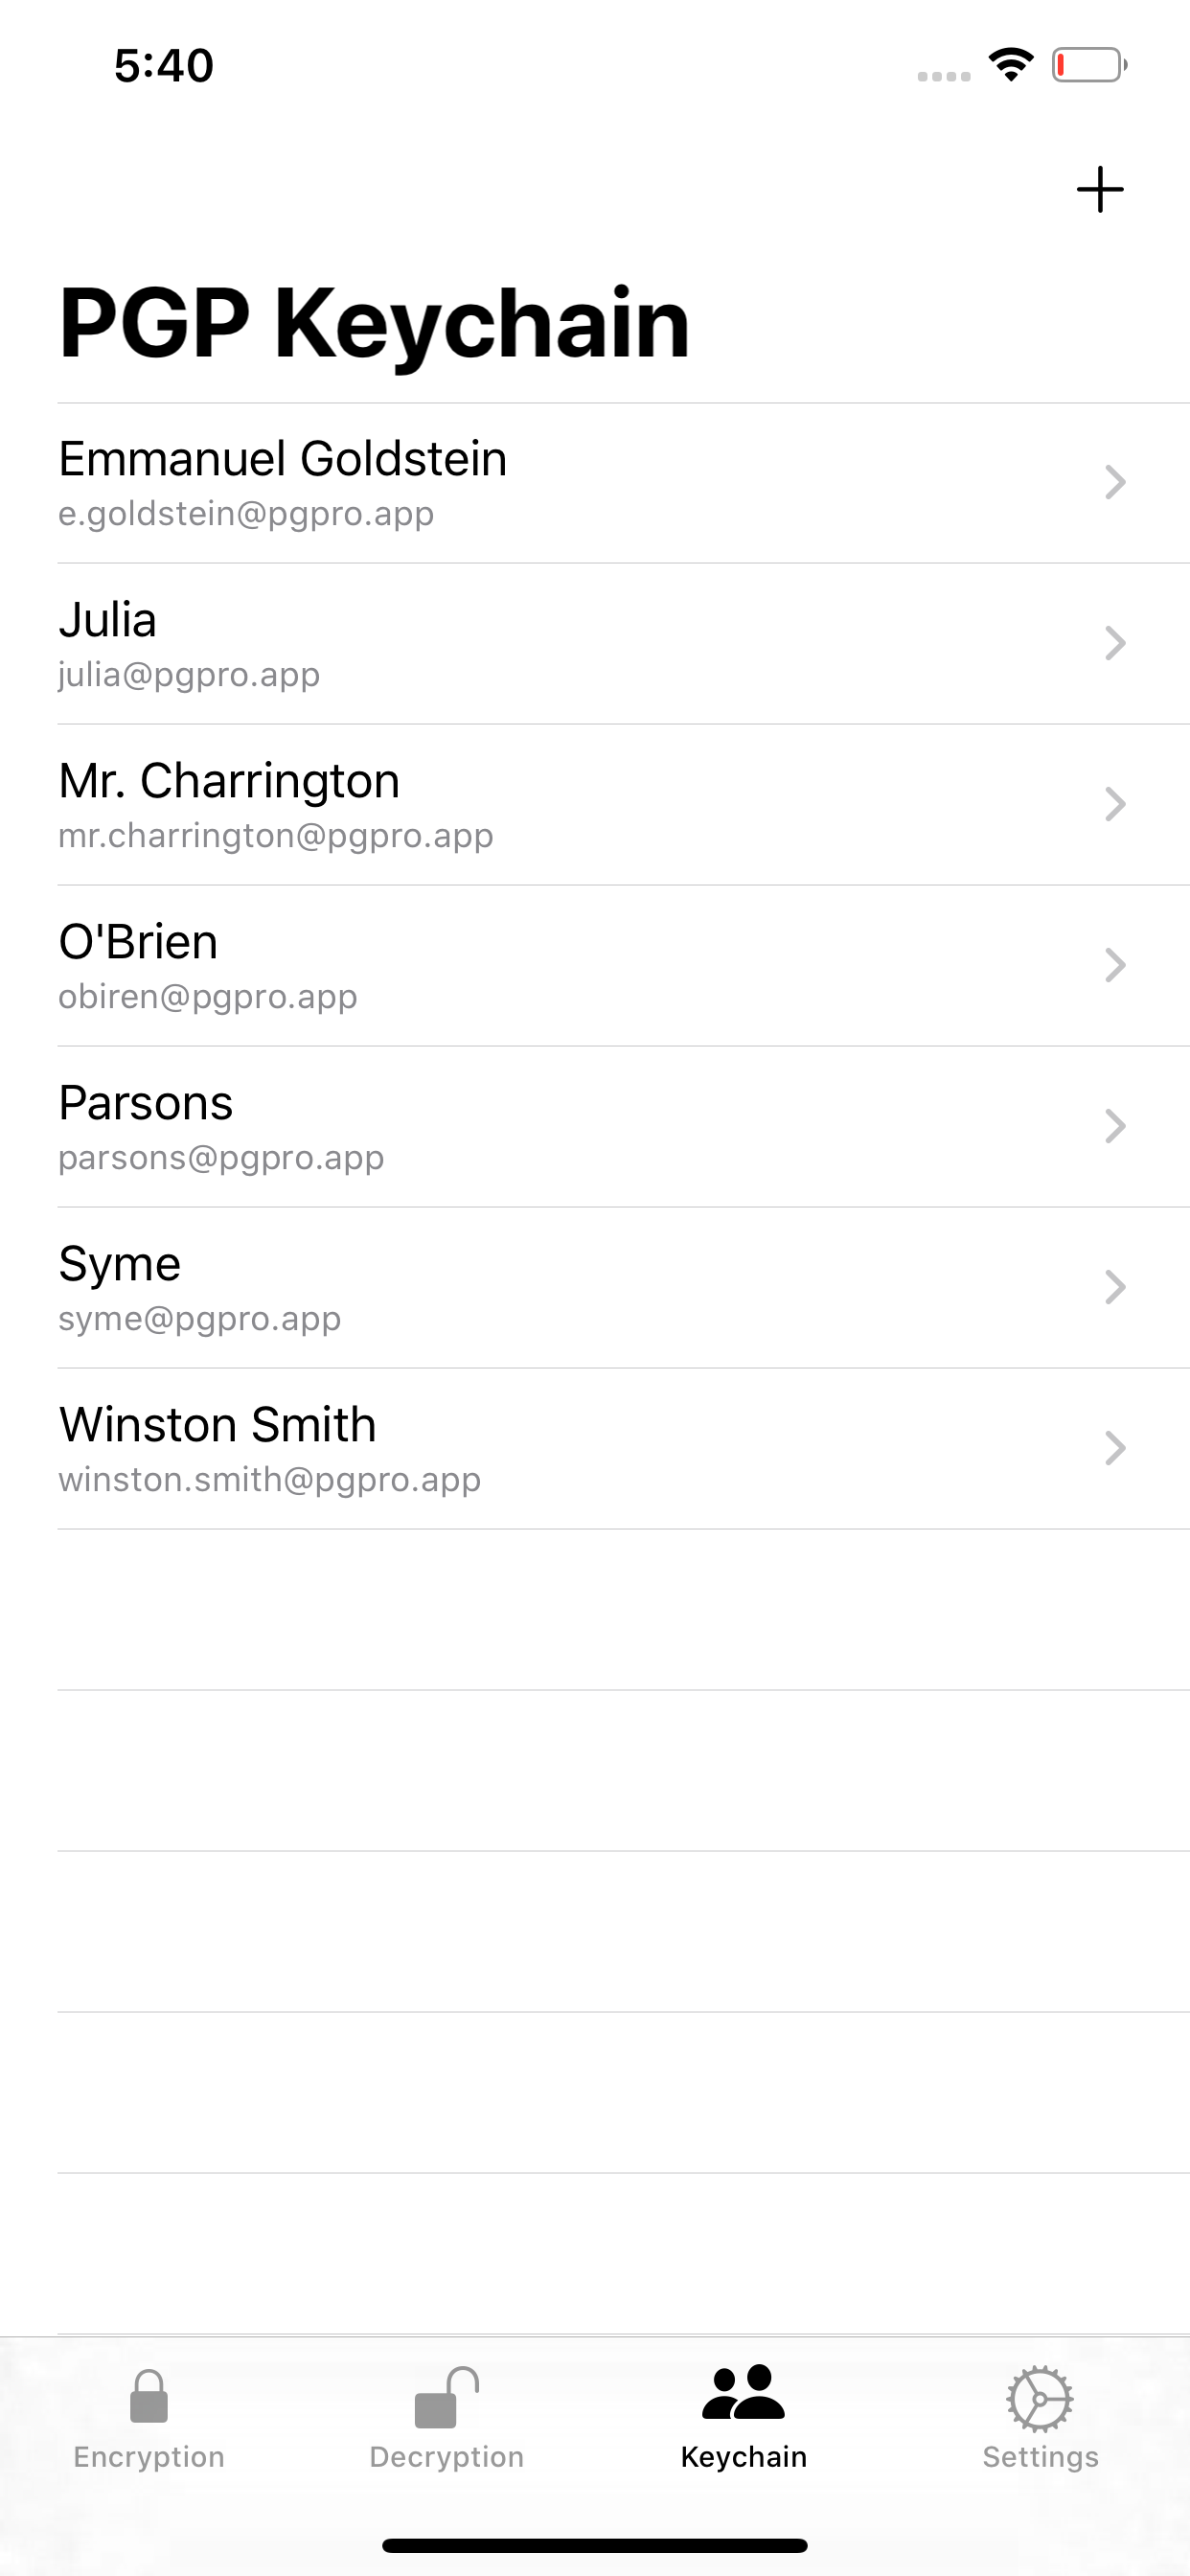 5:40
PGP Keychain
Emmanuel Goldstein
e.goldstein@pgpro.app
Julia
julia@pgpro.app
Mr. Charrington
mr.charrington@pgpro.app
O'Brien
obiren@pgpro.app
Parsons
parsons@pgpro.app
Syme
syme@pgpro.app
Winston Smith
winston.smith@pgpro.app
Encryption Decryption Keychain Settings